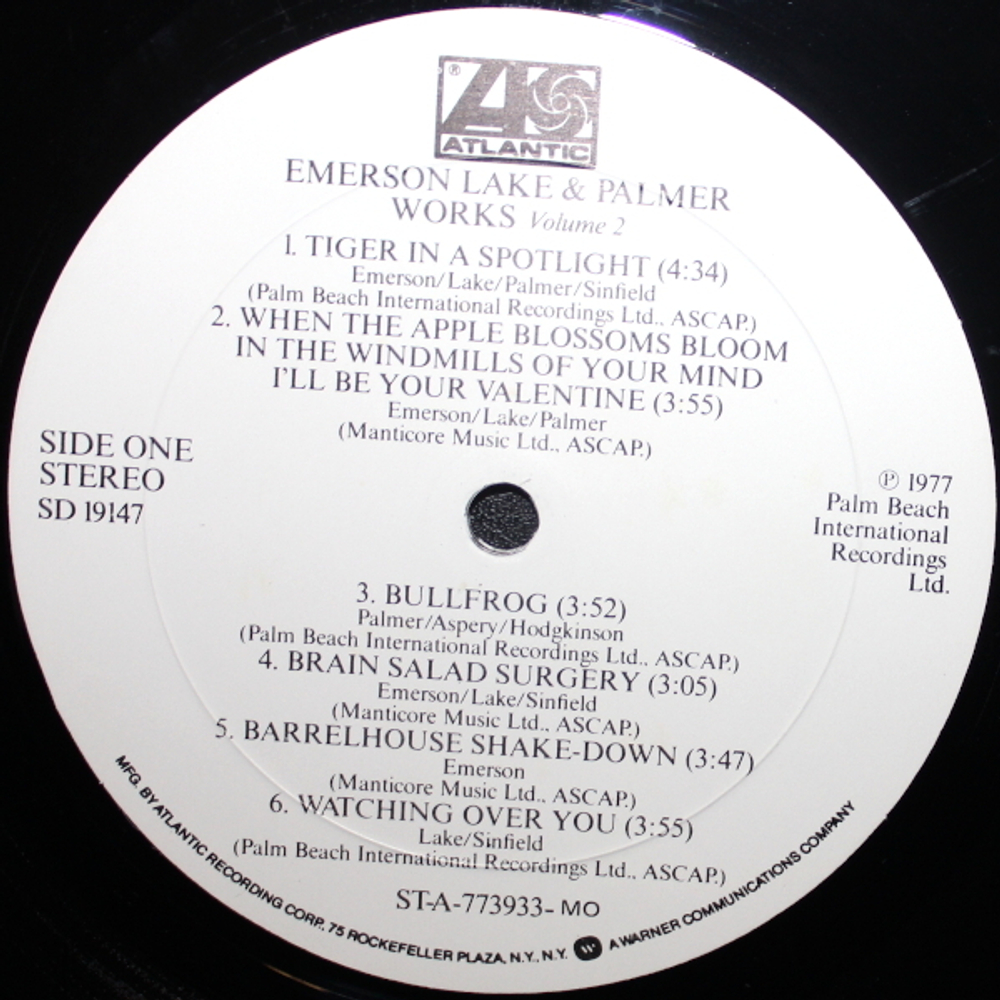 ®
ATLANTIC
EMERSON LAKE & PALMER
WORKS Volume 2
1. TIGER IN A SPOTLIGHT (4:34)
Emerson/Lake/Palmer/Sinfield
(Palm Beach International Recordings Ltd., ASCAP.)
2. WHEN THE APPLE BLOSSOMS BLOOM
IN THE WINDMILLS OF YOUR MIND
I'LL BE YOUR VALENTINE (3:55)
Emerson/Lake/Palmer
(Manticore Music Ltd., ASCAP.)
SIDE ONE
STEREO
SD 19147
℗ 1977
Palm Beach
International
Recordings
Ltd.
3. BULLFROG (3:52)
Palmer/Aspery/Hodgkinson
(Palm Beach International Recordings Ltd., ASCAP.)
4. BRAIN SALAD SURGERY (3:05)
Emerson/Lake/Sinfield
(Manticore Music Ltd., ASCAP.)
5. BARRELHOUSE SHAKE-DOWN (3:47)
Emerson
(Manticore Music Ltd., ASCAP.)
6. WATCHING OVER YOU (3:55)
Lake/Sinfield
(Palm Beach International Recordings Ltd., ASCAP.)
ST-A-773933-MO
MFG. BY ATLANTIC RECORDING CORP., 75 ROCKEFELLER PLAZA, N.Y., N.Y. A WARNER COMMUNICATIONS COMPANY